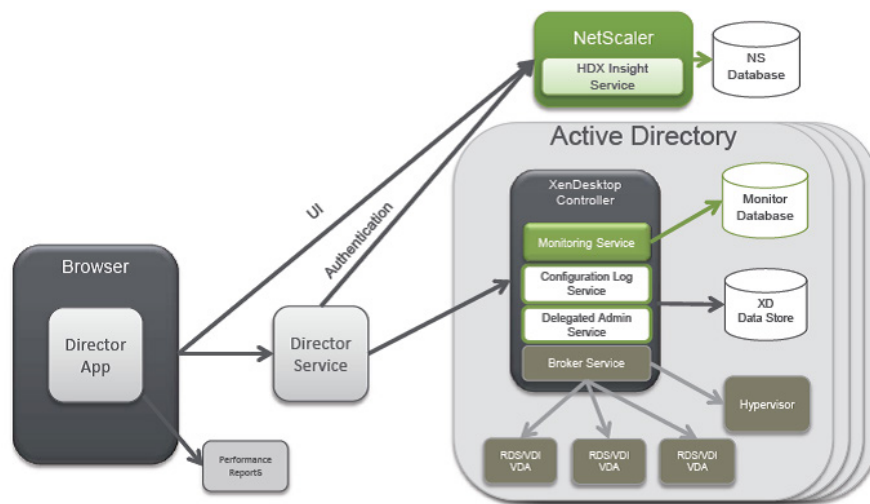 NetScaler
HDX Insight
Service
NS
Database
Active Directory
XenDesktop
Controller
Monitor
Database
UI
Authentication
Monitoring Service
Browser
Configuration Log
Service
XD
Data Store
Director
App
Director
Service
Delegated Admin
Service
Broker Service
Hypervisor
Performance
ReportS
RDS/VDI
VDA
RDS/VDI
VDA
RDS/VDI
VDA